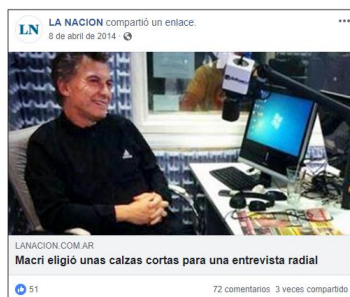 LN
LA NACION compartió un enlace.
8 de abril de 2014 ·
adidas
LANACION.COM.AR
Macri eligió unas calzas cortas para una entrevista radial
51
72 comentarios 3 veces compartido